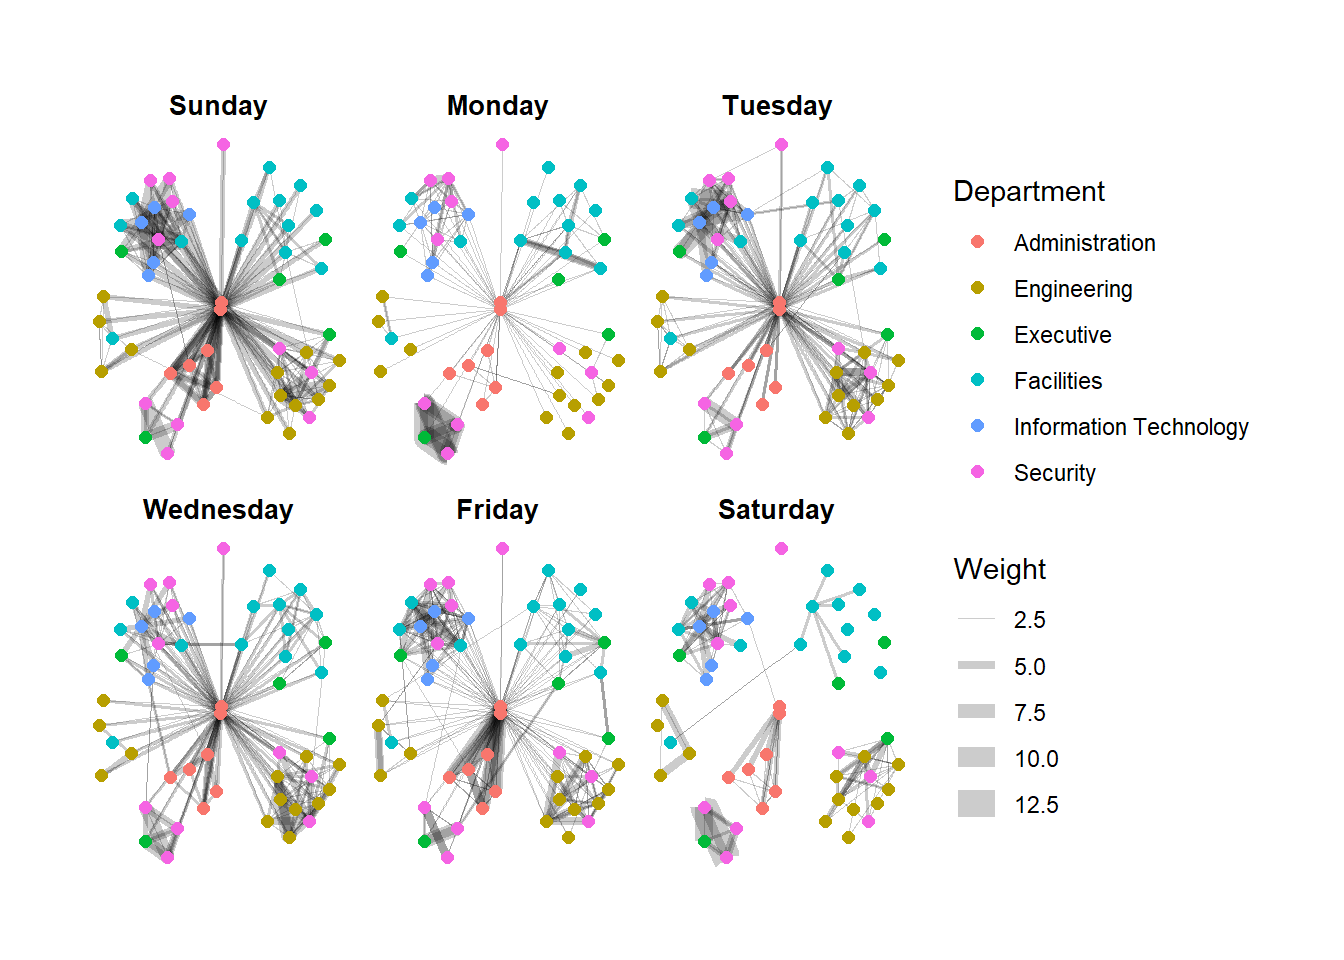 Sunday
Monday
Tuesday
Wednesday
Friday
Saturday
Department
Administration
Engineering
Executive
Facilities
Information Technology
Security
Weight
2.5
5.0
7.5
10.0
12.5